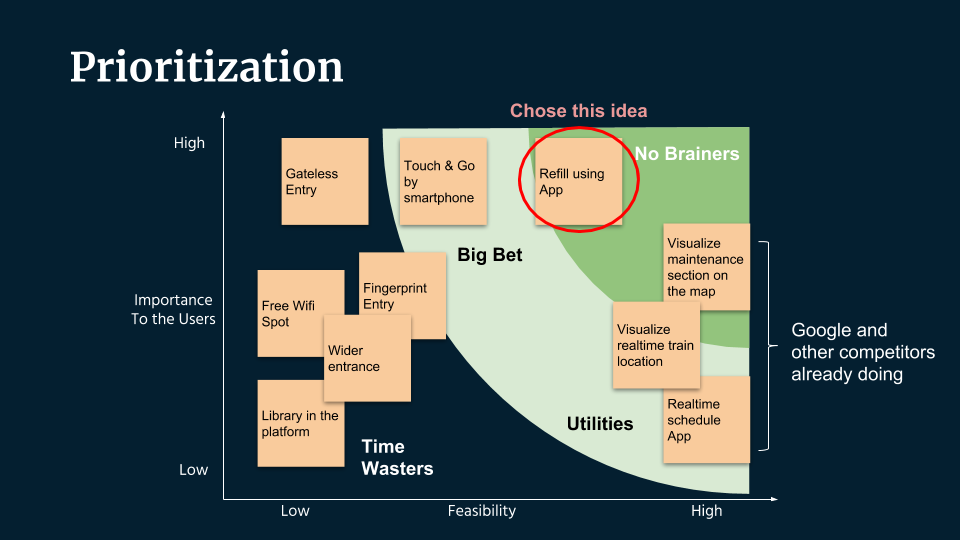 Prioritization
Chose this idea
High
No Brainers
Gateless
Entry
Touch & Go
by
smartphone
Refill using
App
Big Bet
Visualize
maintenance
section on
the map
Importance
To the Users
Free Wifi
Spot
Fingerprint
Entry
Wider
entrance
Visualize
realtime train
location
Google and
other competitors
already doing
Library in the
platform
Utilities
Realtime
schedule
App
Time
Wasters
Low
Low
Feasibility
High